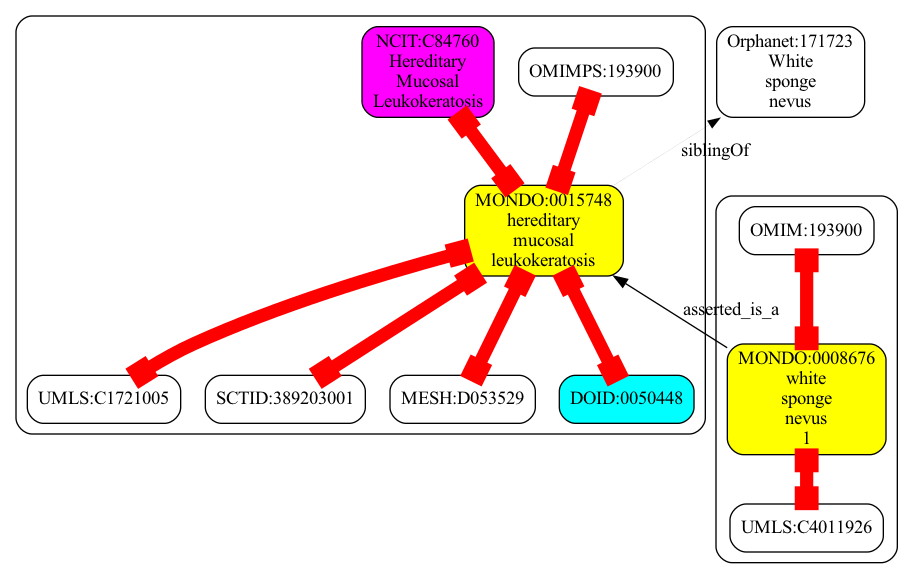 NCIT:C84760
Hereditary
Mucosal
Leukokeratosis
OMIMPS:193900
Orphanet:171723
White
sponge
nevus
siblingOf
MONDO:0015748
hereditary
mucosal
leukokeratosis
OMIM:193900
asserted_is_a
MONDO:0008676
white
sponge
nevus
1
UMLS:C1721005
SCTID:389203001
MESH:D053529
DOID:0050448
UMLS:C4011926